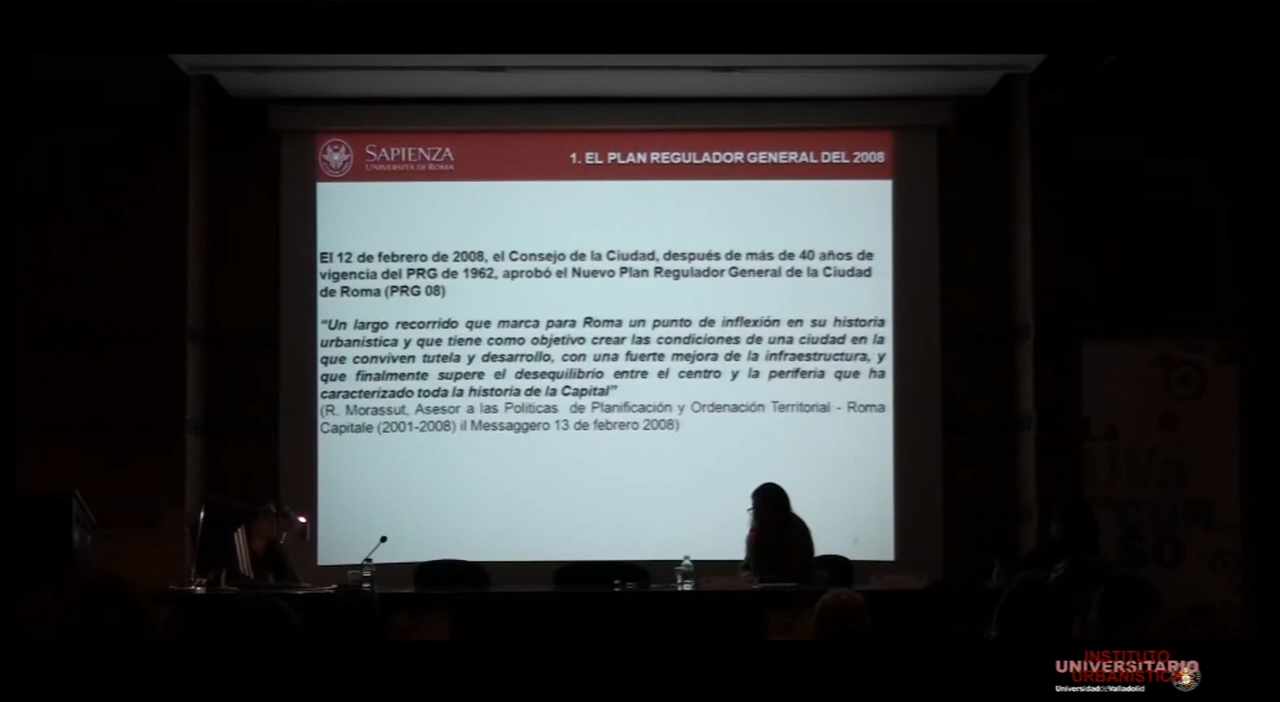 SAPIENZA
UNIVERSITÀ DI ROMA
1. EL PLAN REGULADOR GENERAL DEL 2008
El 12 de febrero de 2008, el Consejo de la Ciudad, después de más de 40 años de
vigencia del PRG de 1962, aprobó el Nuevo Plan Regulador General de la Ciudad
de Roma (PRG 08)
“Un largo recorrido que marca para Roma un punto de inflexión en su historia
urbanística y que tiene como objetivo crear las condiciones de una ciudad en la
que conviven tutela y desarrollo, con una fuerte mejora de la infraestructura, y
que finalmente supere el desequilibrio entre el centro y la periferia que ha
caracterizado toda la historia de la Capital”
(R. Morassut, Asesor a las Politicas de Planificación y Ordenación Territorial - Roma
Capitale (2001-2008) il Messaggero 13 de febrero 2008)
UVa
INSTITUTO
UNIVERSITARIO
URBANÍSTICA
Universidad de Valladolid